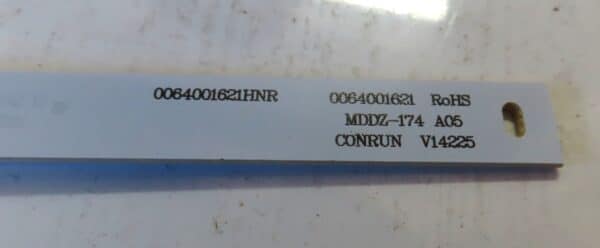 0064001621HNR
0064001621 RoHS
MDDZ-174 A05
CONRUN V14225